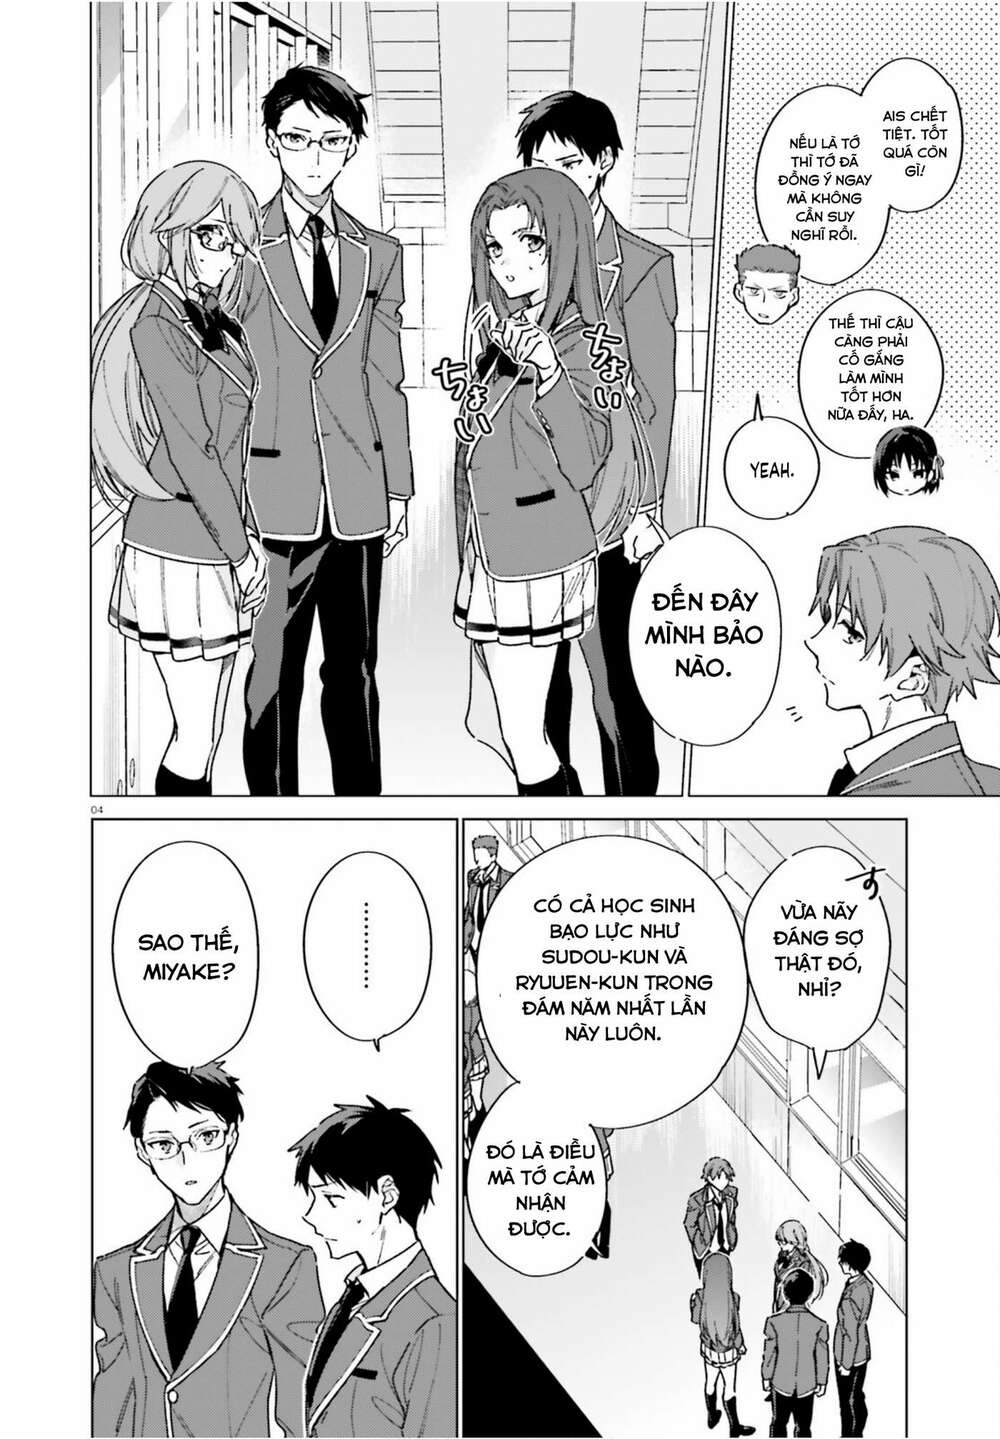 AIS CHẾT
TIỆT. TỐT
QUÁ CÒN
GÌ!
NẾU LÀ TỚ
THÌ TỚ ĐÃ
ĐỒNG Ý NGAY
MÀ KHÔNG
CẦN SUY
NGHĨ RỒI.
THẾ THÌ CẬU
CÀNG PHẢI
CỐ GẮNG
LÀM MÌNH
TỐT HƠN
NỮA ĐẤY, HA.
YEAH.
ちょい
ちょい
ĐẾN ĐÂY
MÌNH BẢO
NÀO.
04
す
VỪA NÃY
ĐÁNG SỢ
THẬT ĐÓ,
NHỈ?
CÓ CẢ HỌC SINH
BẠO LỰC NHƯ
SUDOU-KUN VÀ
RYUUEN-KUN TRONG
ĐÁM NĂM NHẤT LẦN
NÀY LUÔN.
ĐÓ LÀ ĐIỀU
MÀ TỚ CẢM
NHẬN
ĐƯỢC.
..........
SAO THẾ,
MIYAKE?